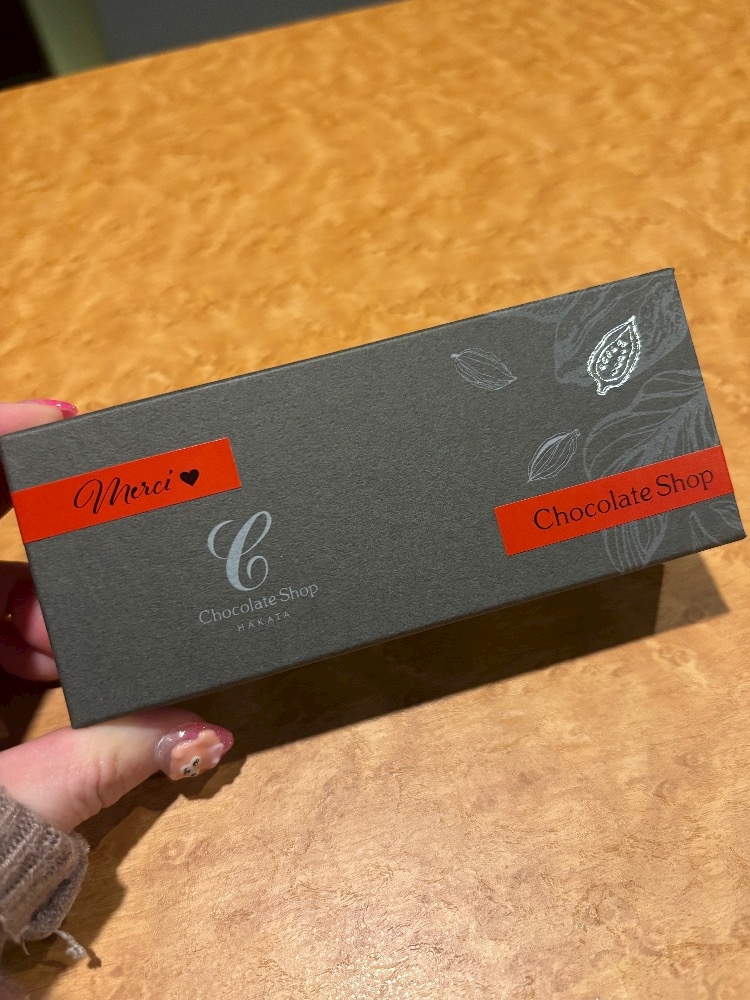 Merci ♥
Chocolate Shop
C
Chocolate Shop
HAKATA